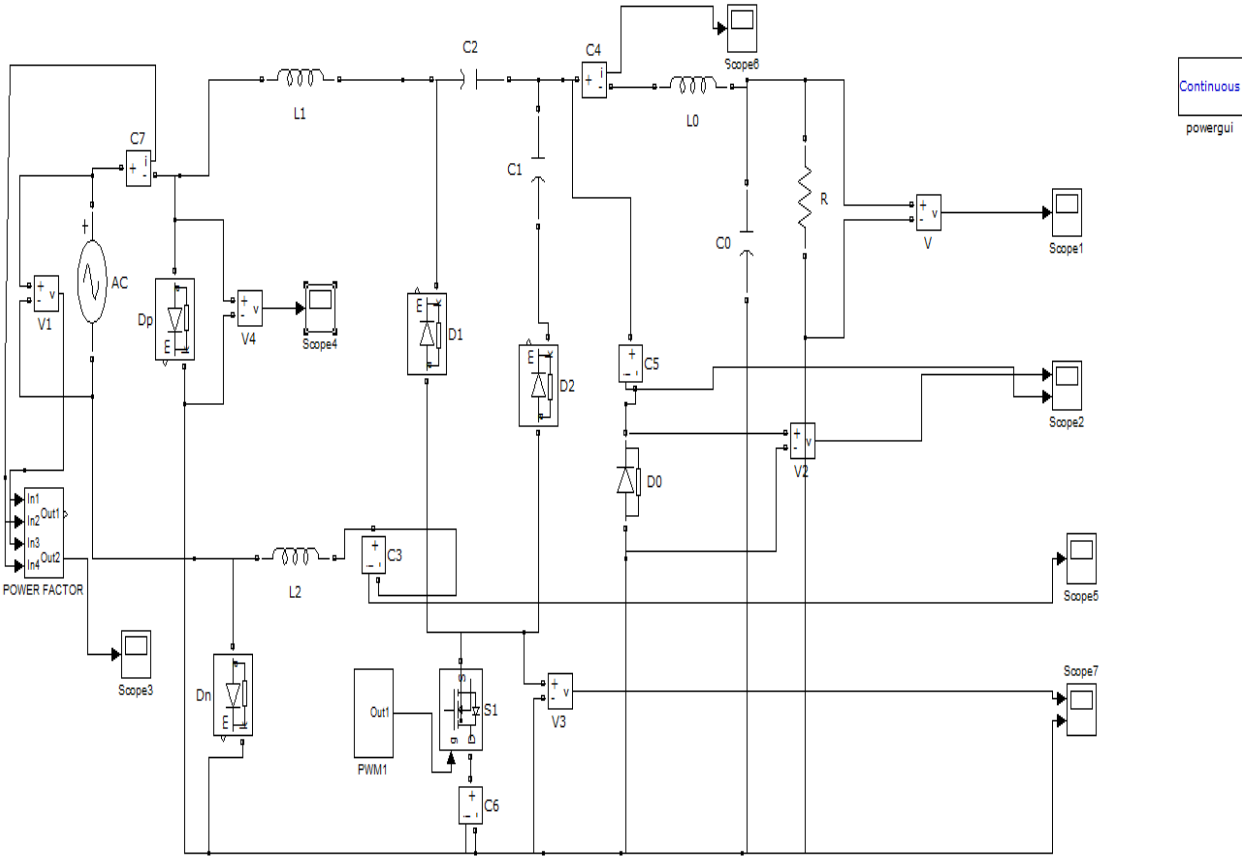 C2
C4
Scope6
Continuous
powergui
L1
L0
C7
i
+
-
i
+
-
C1
R
C0
+
-
v
V
Scope1
+
AC
+
-
v
V1
Dp
E
E
+
-
v
V4
Scope4
E
D1
E
D2
+
-
C5
Scope2
+
-
v
V2
D0
In1
In2
In3
In4
Out1
Out2
POWER FACTOR
L2
+
-
C3
Scope5
Scope3
Dn
E
Out1
PWM1
S
D
g
S1
+
-
v
V3
Scope7
+
-
C6